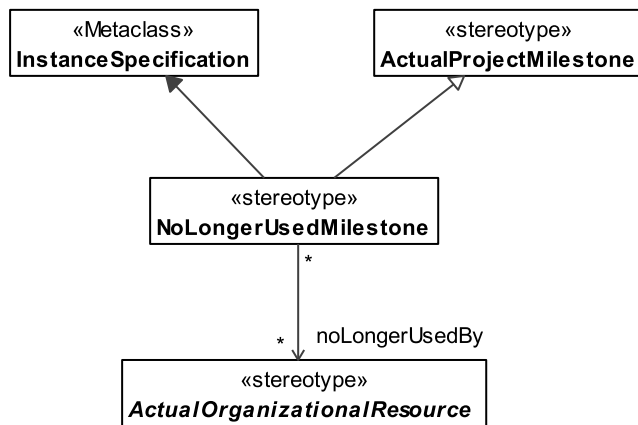 «Metaclass»
InstanceSpecification
«stereotype»
ActualProjectMilestone
«stereotype»
NoLongerUsedMilestone
*
*
noLongerUsedBy
«stereotype»
ActualOrganizationalResource